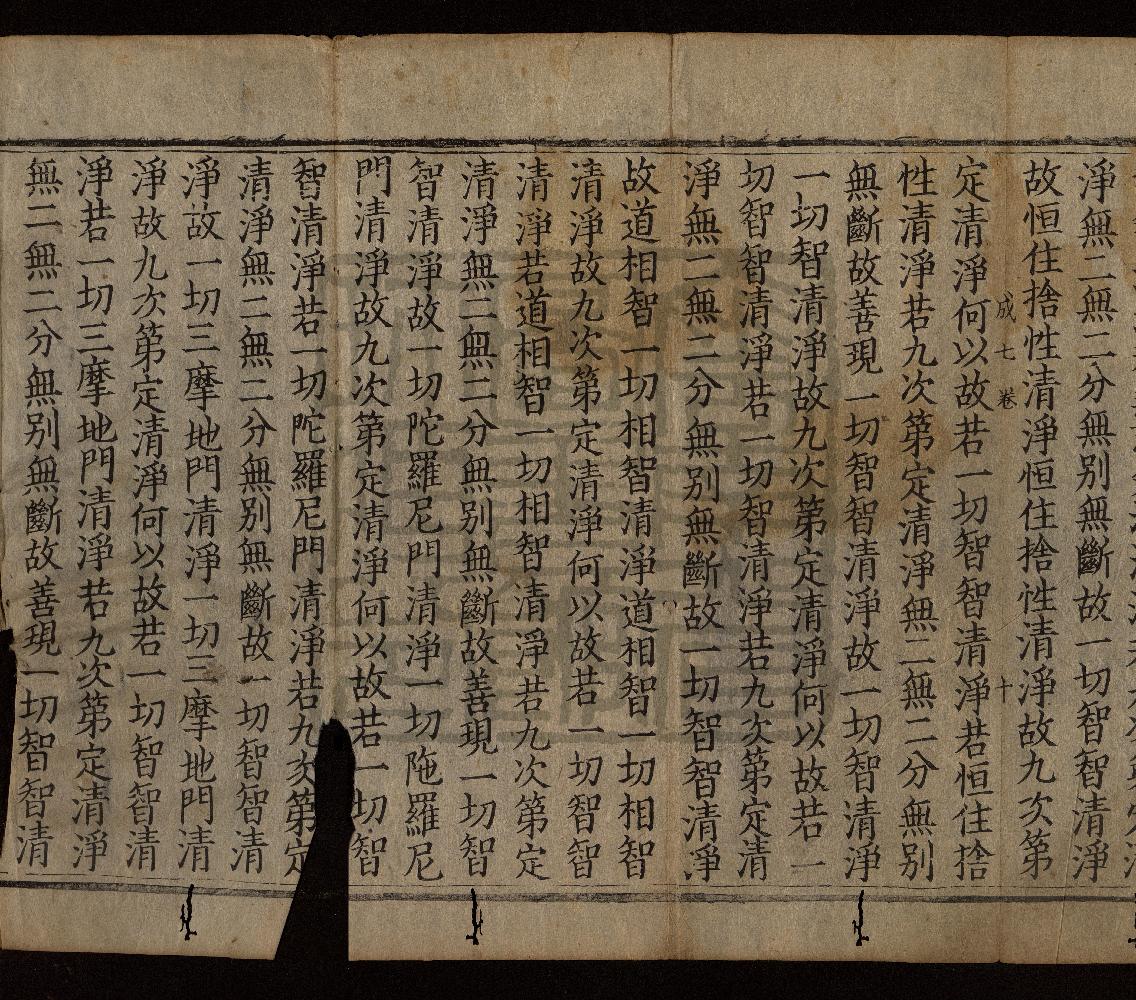 淨無二無二分無別無斷故一切智智清淨
故恒住捨性清淨恒住捨性清淨故九次第
成七卷 十
定清淨何以故若一切智智清淨若恒住捨
性清淨若九次第定清淨無二無二分無別
無斷故善現一切智智清淨故一切智清淨
一切智清淨故九次第定清淨何以故若一
切智智清淨若一切智清淨若九次第定清
淨無二無二分無別無斷故一切智智清淨
故道相智一切相智清淨道相智一切相智
清淨故九次第定清淨何以故若一切智智
清淨若道相智一切相智清淨若九次第定
清淨無二無二分無別無斷故善現一切智
智清淨故一切陀羅尼門清淨一切陁羅尼
門清淨故九次第定清淨何以故若一切智
智清淨若一切陀羅尼門清淨若九次第定
清淨無二無二分無別無斷故一切智智清
淨故一切三摩地門清淨一切三摩地門清
淨故九次第定清淨何以故若一切智智清
淨若一切三摩地門清淨若九次第定清淨
無二無二分無別無斷故善現一切智智清